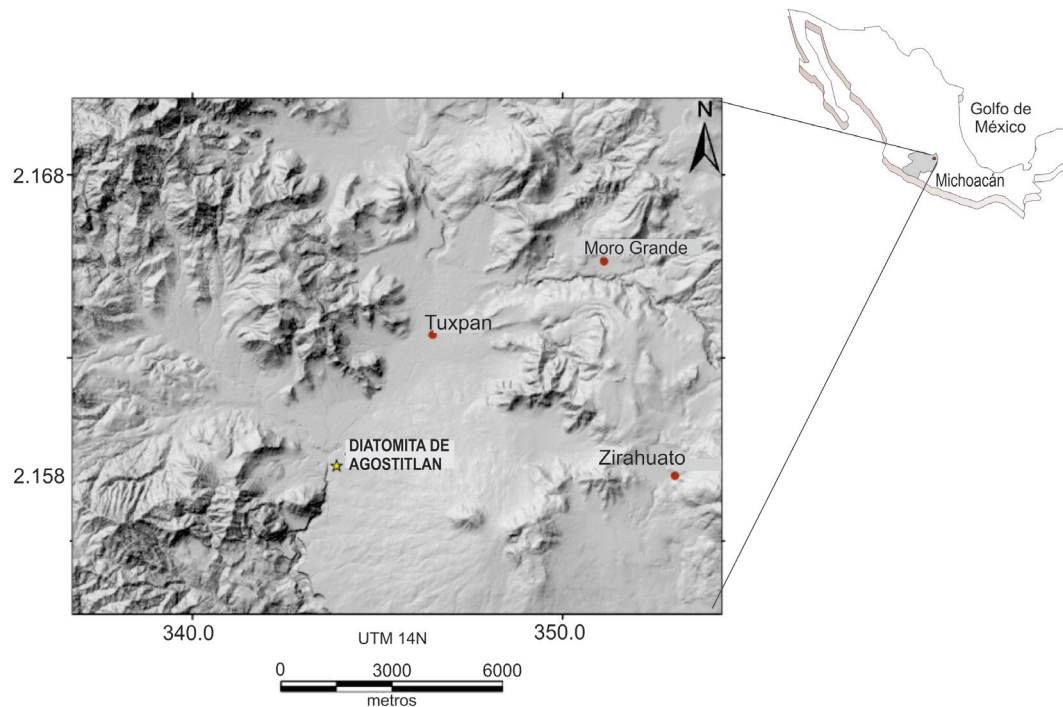 Golfo de
México
Michoacán
N
2.168
Moro Grande
Tuxpan
DIATOMITA DE
AGOSTITLAN
Zirahuato
2.158
340.0
UTM 14N
350.0
0 3000 6000
metros